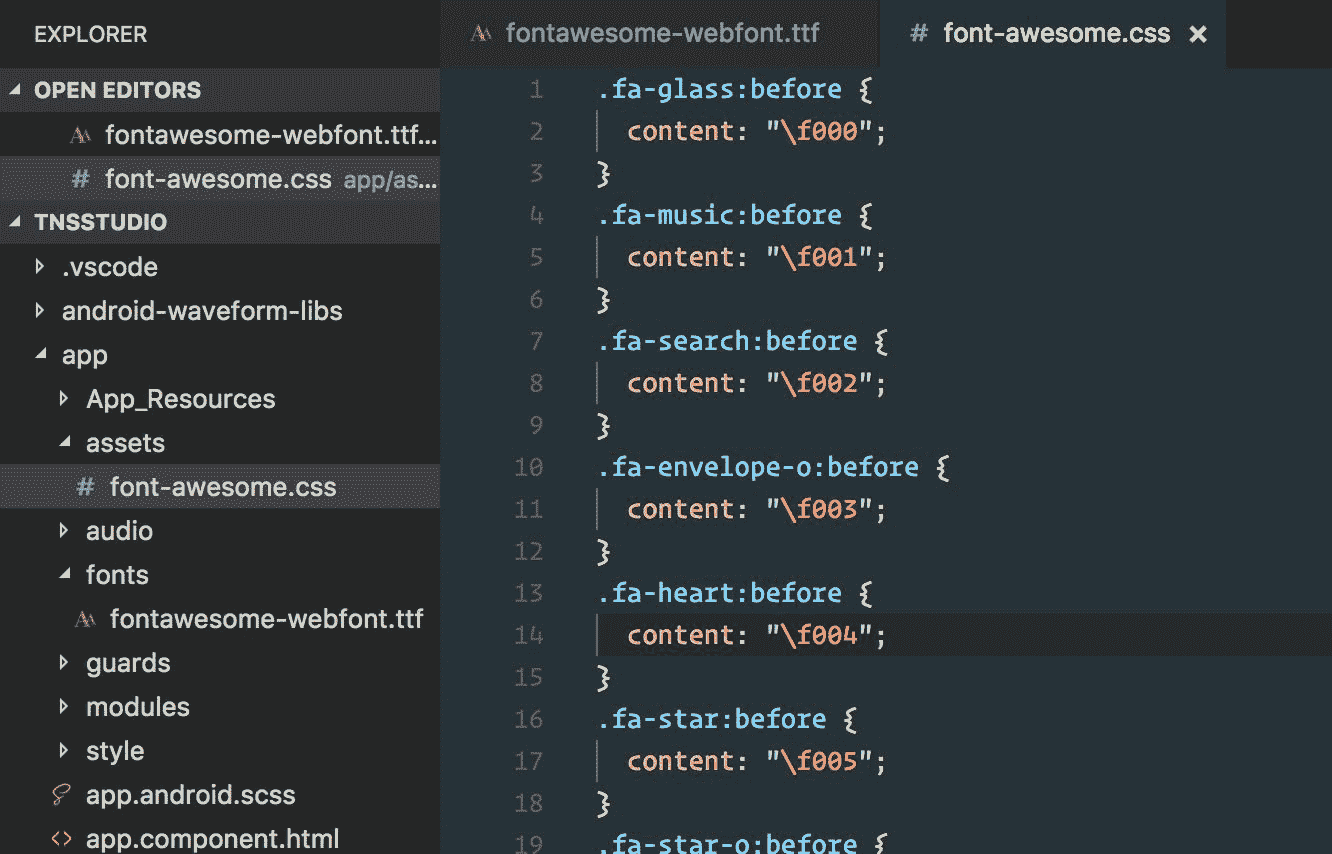 EXPLORER
OPEN EDITORS
fontawesome-webfont.ttf...
# font-awesome.css app/as...
TNSSTUDIO
.vscode
android-waveform-libs
app
App_Resources
assets
# font-awesome.css
audio
fonts
fontawesome-webfont.ttf
guards
modules
style
app.android.scss
<> app.component.html
fontawesome-webfont.ttf
# font-awesome.css ×
1 .fa-glass:before {
2 content: "\f000";
3 }
4 .fa-music:before {
5 content: "\f001";
6 }
7 .fa-search:before {
8 content: "\f002";
9 }
10 .fa-envelope-o:before {
11 content: "\f003";
12 }
13 .fa-heart:before {
14 content: "\f004";
15 }
16 .fa-star:before {
17 content: "\f005";
18 }
19 .fa-star-o:before {